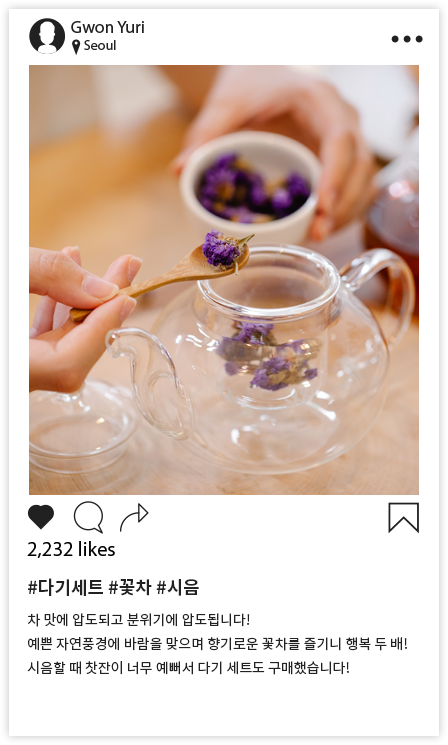 Gwon Yuri
Seoul
2,232 likes
#다기세트 #꽃차 #시음
차 맛에 압도되고 분위기에 압도됩니다!
예쁜 자연풍경에 바람을 맞으며 향기로운 꽃차를 즐기니 행복 두 배!
시음할 때 찻잔이 너무 예뻐서 다기 세트도 구매했습니다!